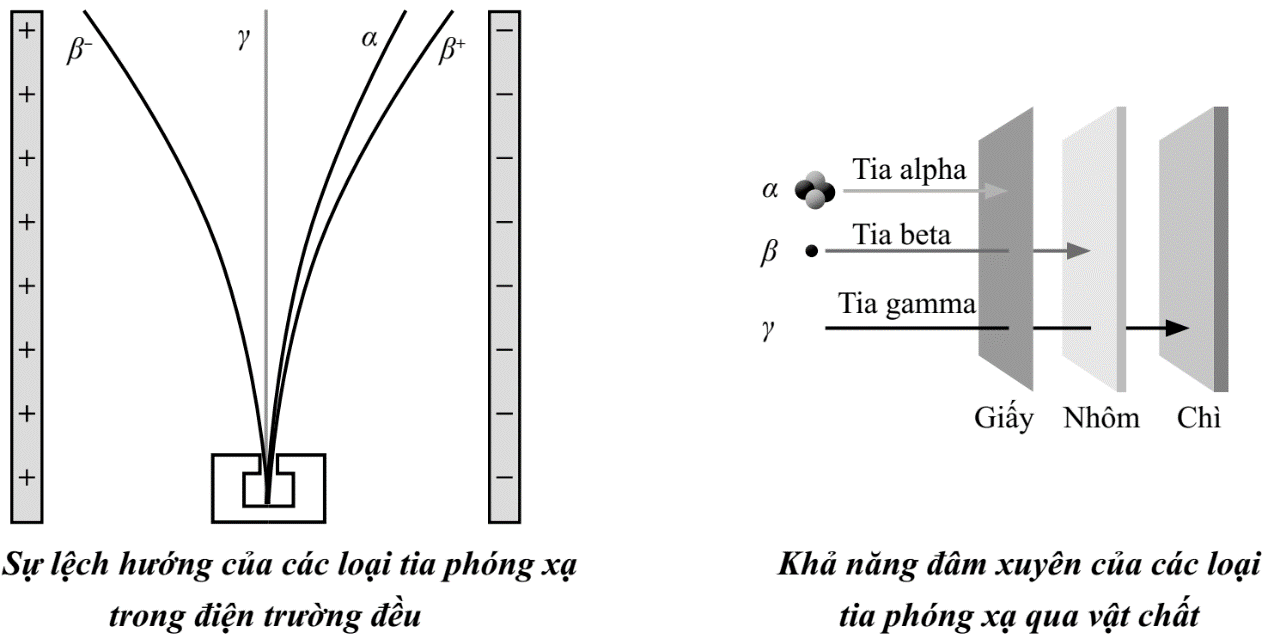 + β⁻ γ α β⁺ −
+ −
+ −
+ −
+ −
+ −
+ −
+ −
Sự lệch hướng của các loại tia phóng xạ
trong điện trường đều
α Tia alpha
β Tia beta
γ Tia gamma
Giấy Nhôm Chì
Khả năng đâm xuyên của các loại
tia phóng xạ qua vật chất